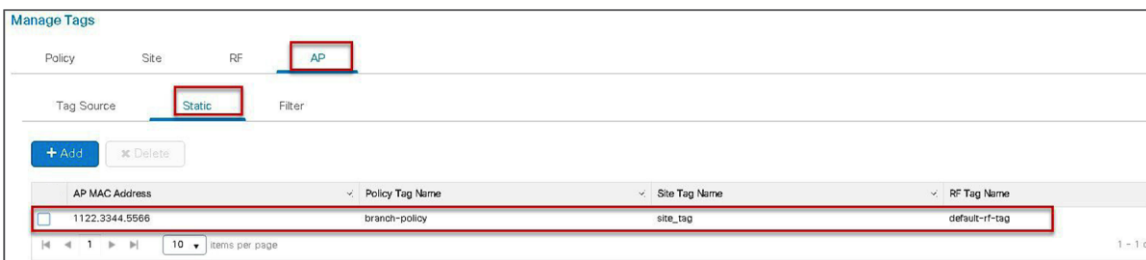 Manage Tags
Policy Site RF AP
Tag Source Static Filter
+ Add × Delete
AP MAC Address Policy Tag Name Site Tag Name RF Tag Name
1122.3344.5566 branch-policy site_tag default-rf-tag
1 10 items per page 1 - 1